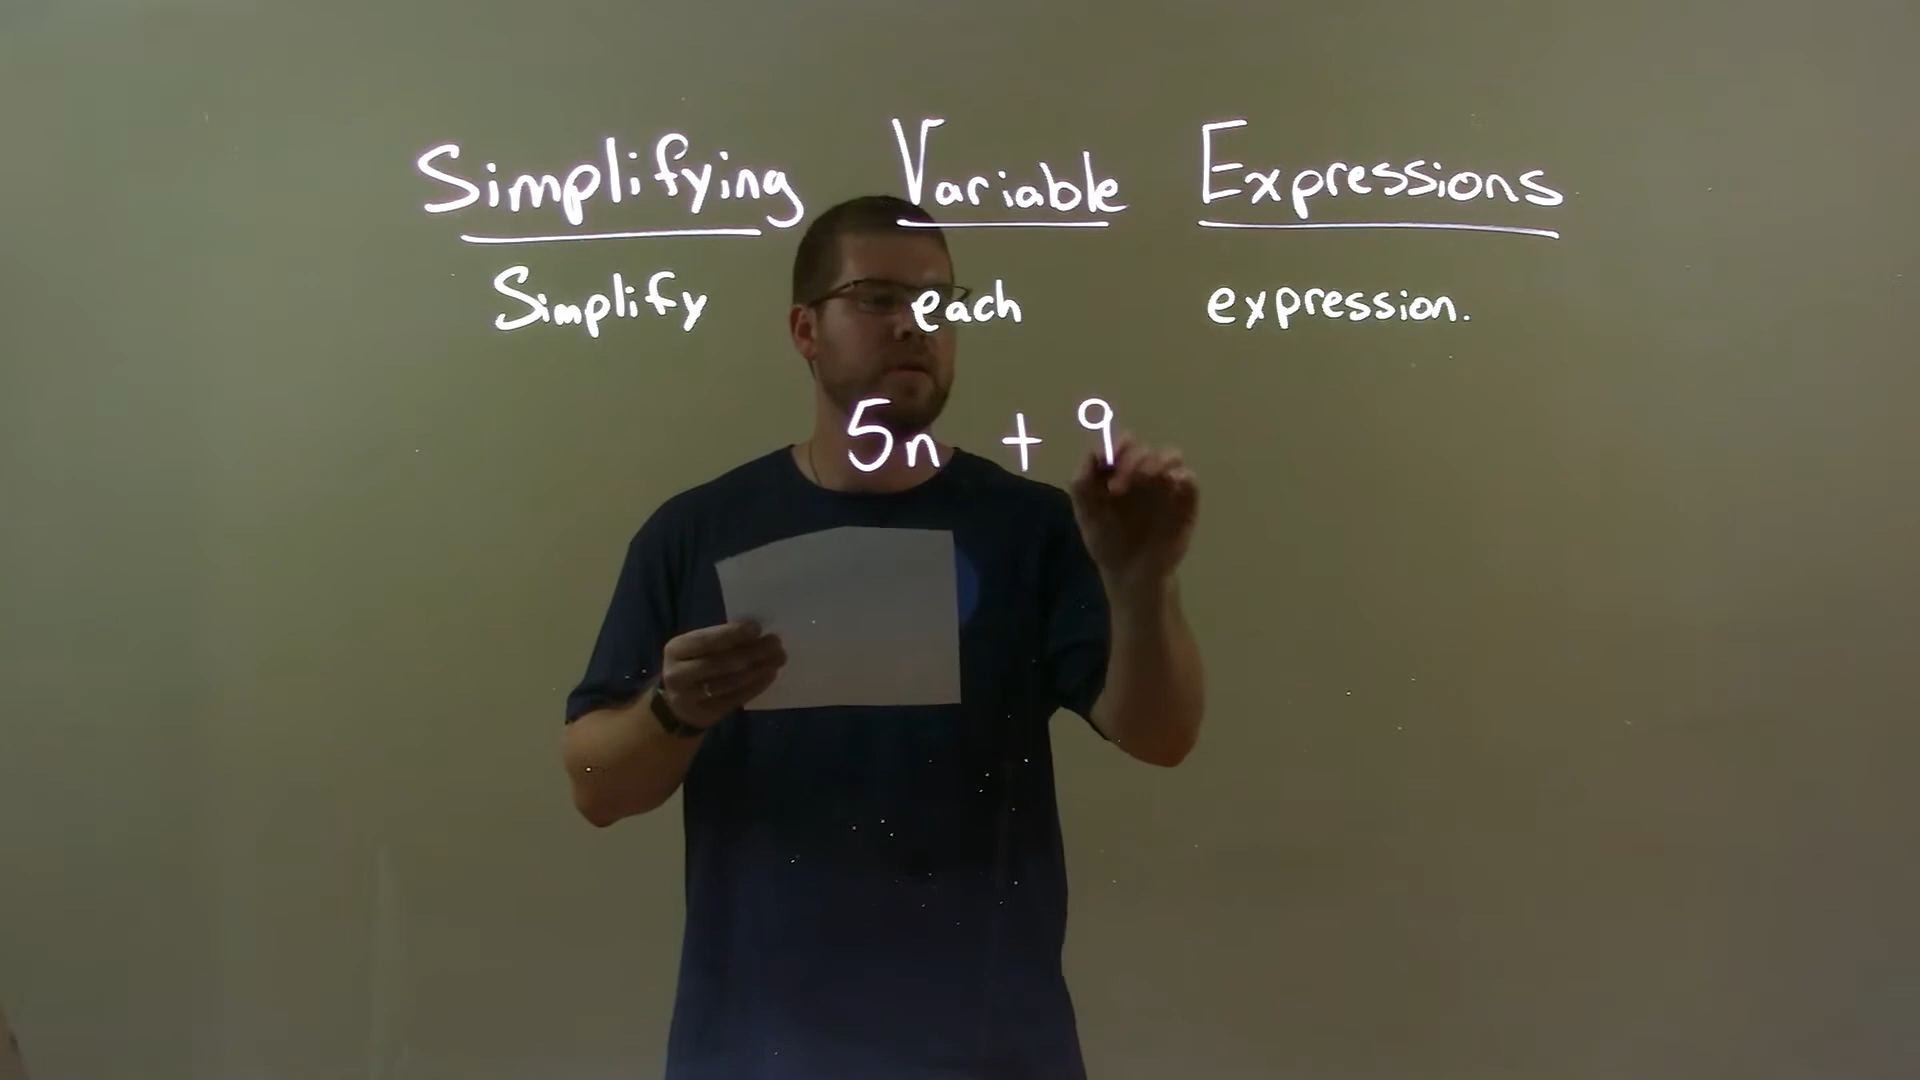 Simplifying Variable Expressions
Simplify each expression.
5n + 9